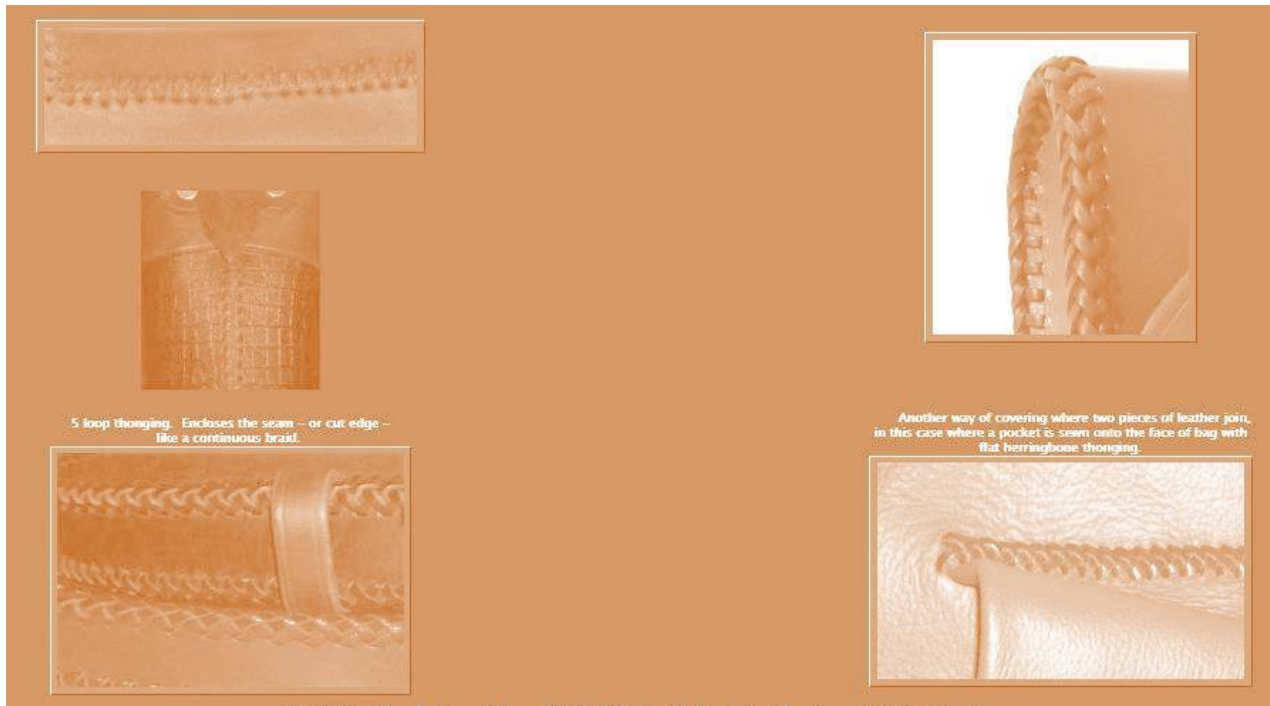 5 loop thonging. Encloses the seam – or cut edge –
like a continuous braid.
Another way of covering where two pieces of leather join,
in this case where a pocket is sewn onto the face of bag with
flat herringbone thonging.